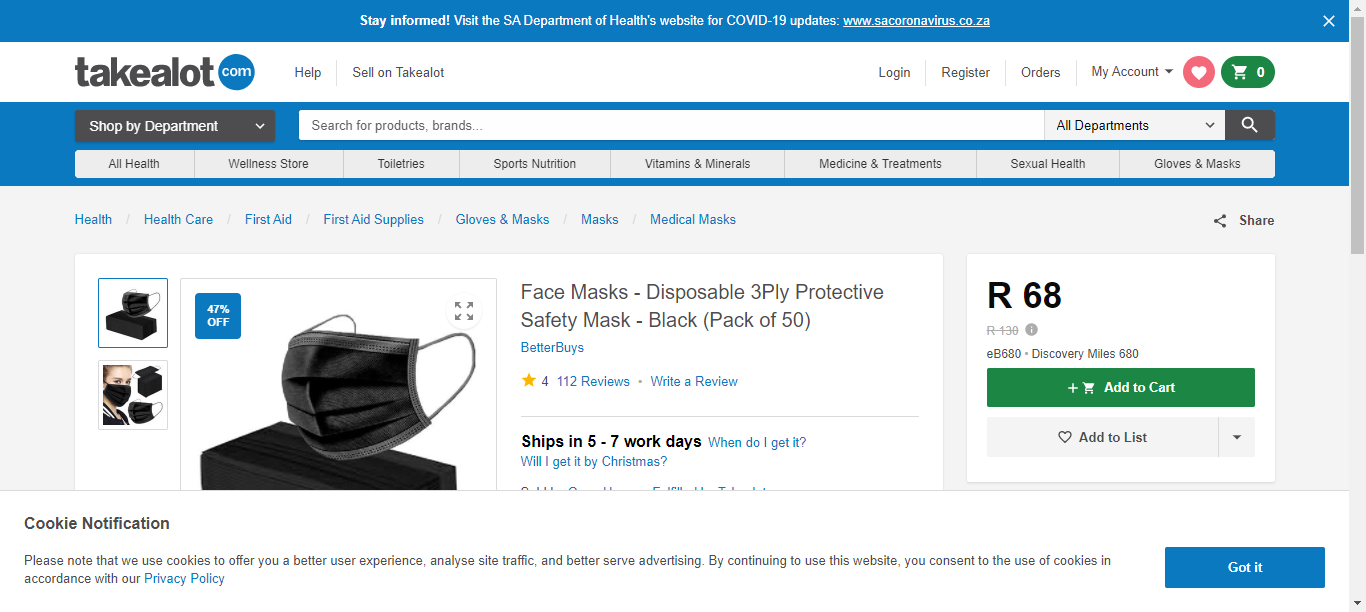 Stay informed! Visit the SA Department of Health's website for COVID-19 updates: www.sacoronavirus.co.za
takealot com
Help
Sell on Takealot
Login
Register
Orders
My Account
0
Shop by Department
Search for products, brands...
All Departments
All Health
Wellness Store
Toiletries
Sports Nutrition
Vitamins & Minerals
Medicine & Treatments
Sexual Health
Gloves & Masks
Health / Health Care / First Aid / First Aid Supplies / Gloves & Masks / Masks / Medical Masks
Share
47%
OFF
Face Masks - Disposable 3Ply Protective
Safety Mask - Black (Pack of 50)
BetterBuys
4 112 Reviews • Write a Review
Ships in 5 - 7 work days When do I get it?
Will I get it by Christmas?
R 68
R 130
eB680 • Discovery Miles 680
+ Add to Cart
Add to List
Cookie Notification
Please note that we use cookies to offer you a better user experience, analyse site traffic, and better serve advertising. By continuing to use this website, you consent to the use of cookies in
accordance with our Privacy Policy
Got it